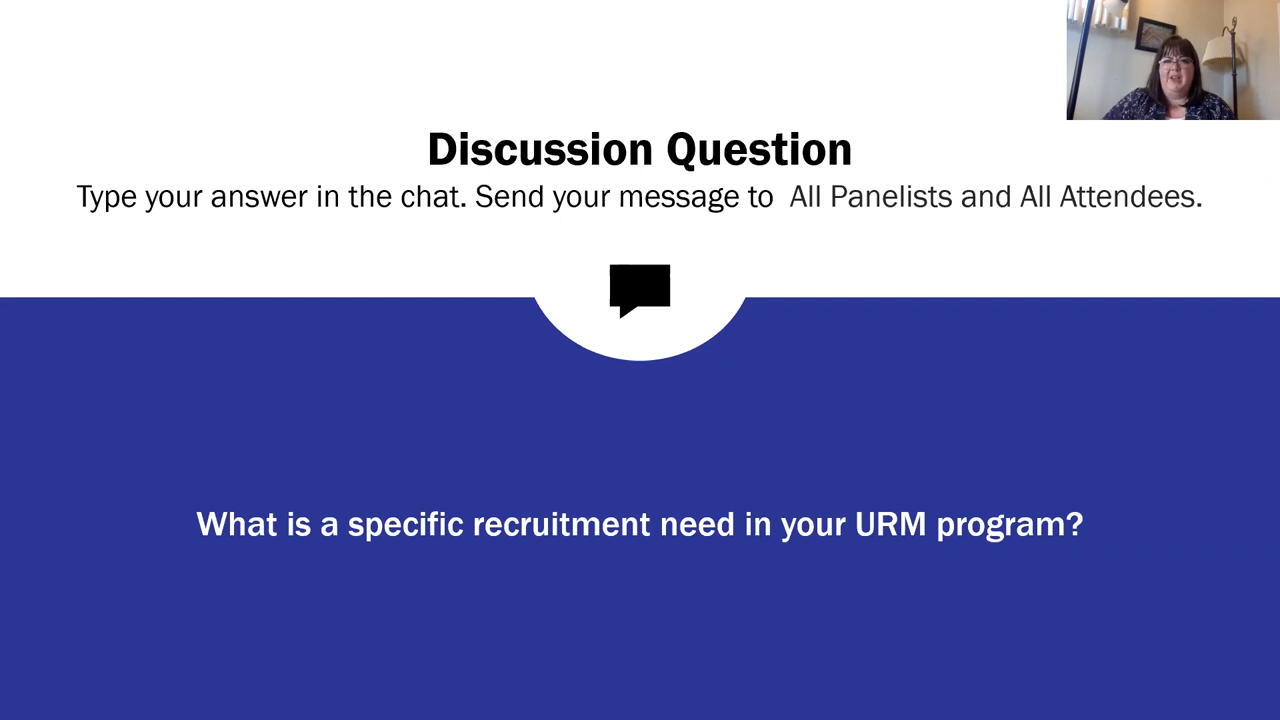 Discussion Question
Type your answer in the chat. Send your message to All Panelists and All Attendees.
What is a specific recruitment need in your URM program?